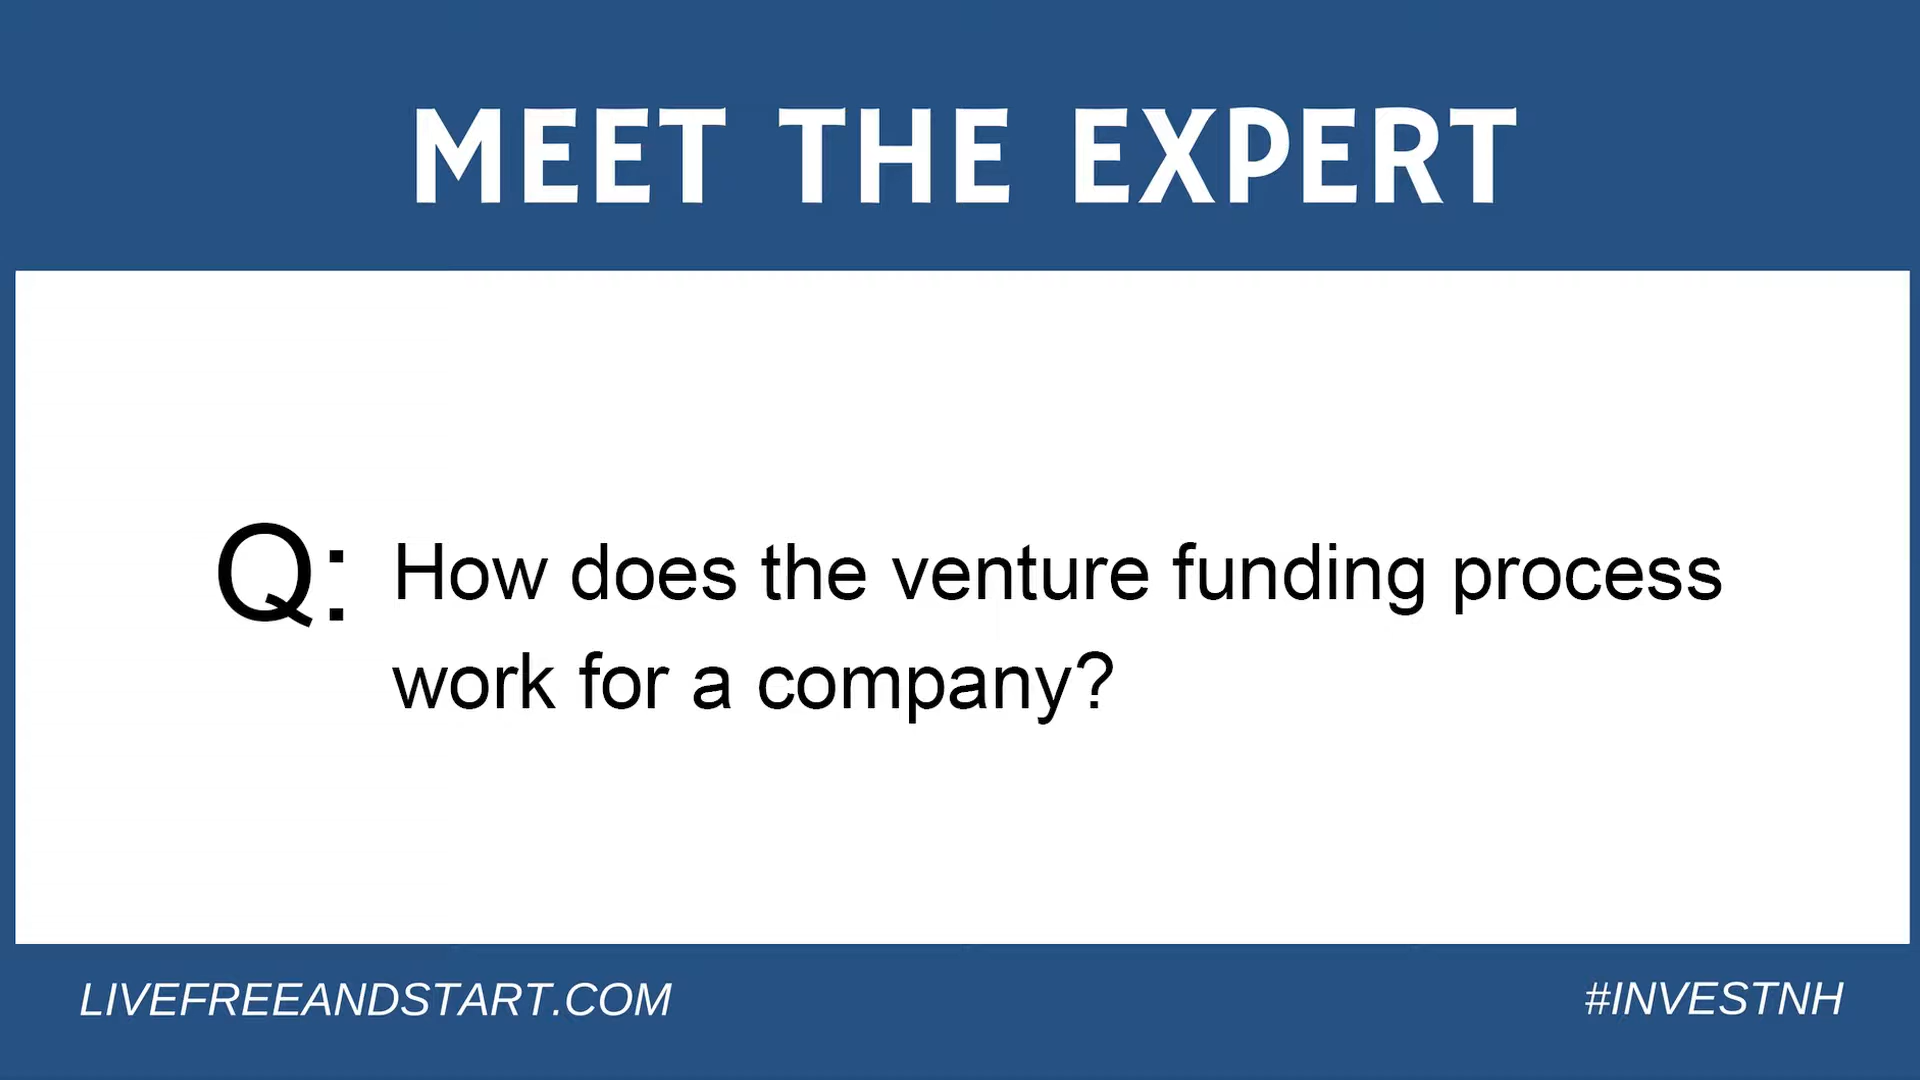 MEET THE EXPERT
Q: How does the venture funding process
work for a company?
LIVEFREEANDSTART.COM
#INVESTNH